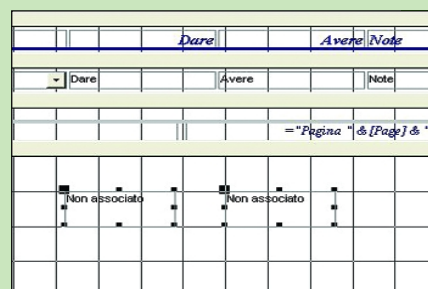 Dare Avere Note
Dare Avere Note
="Pagina " & [Page] & "
Non associato Non associato